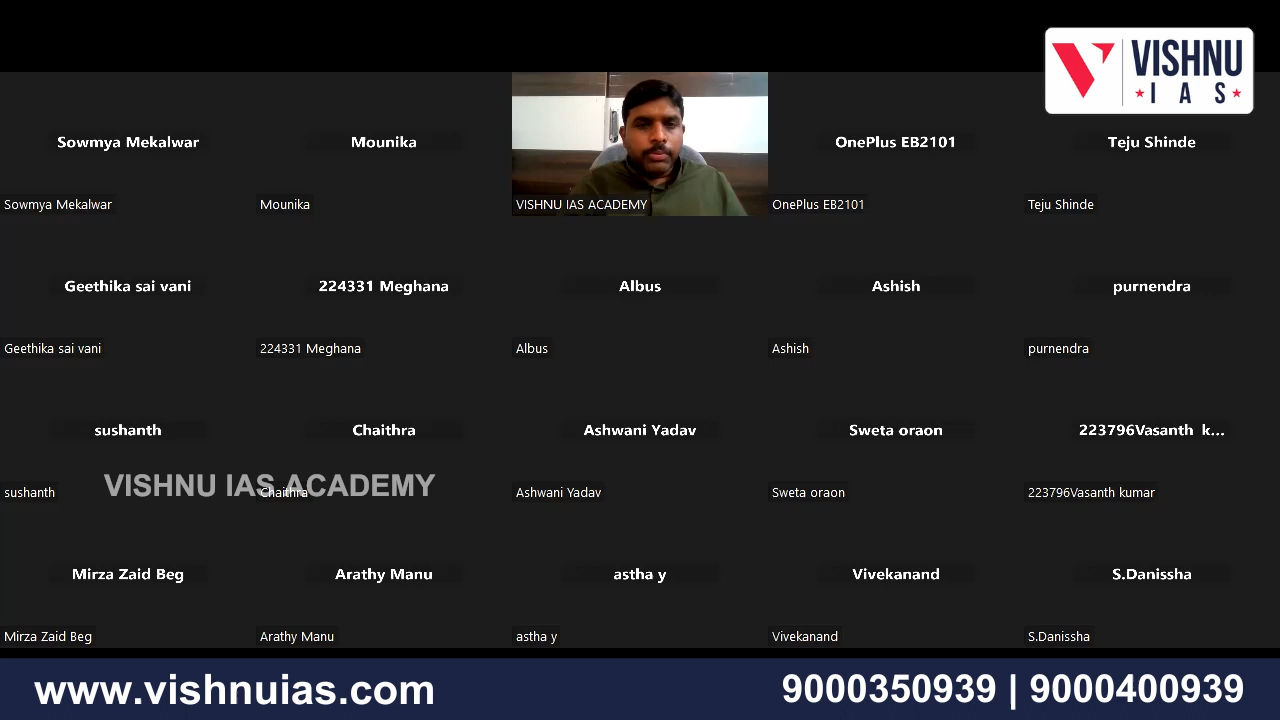 VISHNU
IAS
Sowmya Mekalwar
Mounika
OnePlus EB2101
Teju Shinde
Sowmya Mekalwar
Mounika
VISHNU IAS ACADEMY
OnePlus EB2101
Teju Shinde
Geethika sai vani
224331 Meghana
Albus
Ashish
purnendra
Geethika sai vani
224331 Meghana
Albus
Ashish
purnendra
sushanth
Chaithra
Ashwani Yadav
Sweta oraon
223796Vasanth k...
VISHNU IAS ACADEMY
sushanth
Chaithra
Ashwani Yadav
Sweta oraon
223796Vasanth kumar
Mirza Zaid Beg
Arathy Manu
astha y
Vivekanand
S.Danissha
Mirza Zaid Beg
Arathy Manu
astha y
Vivekanand
S.Danissha
www.vishnuias.com
9000350939 | 9000400939